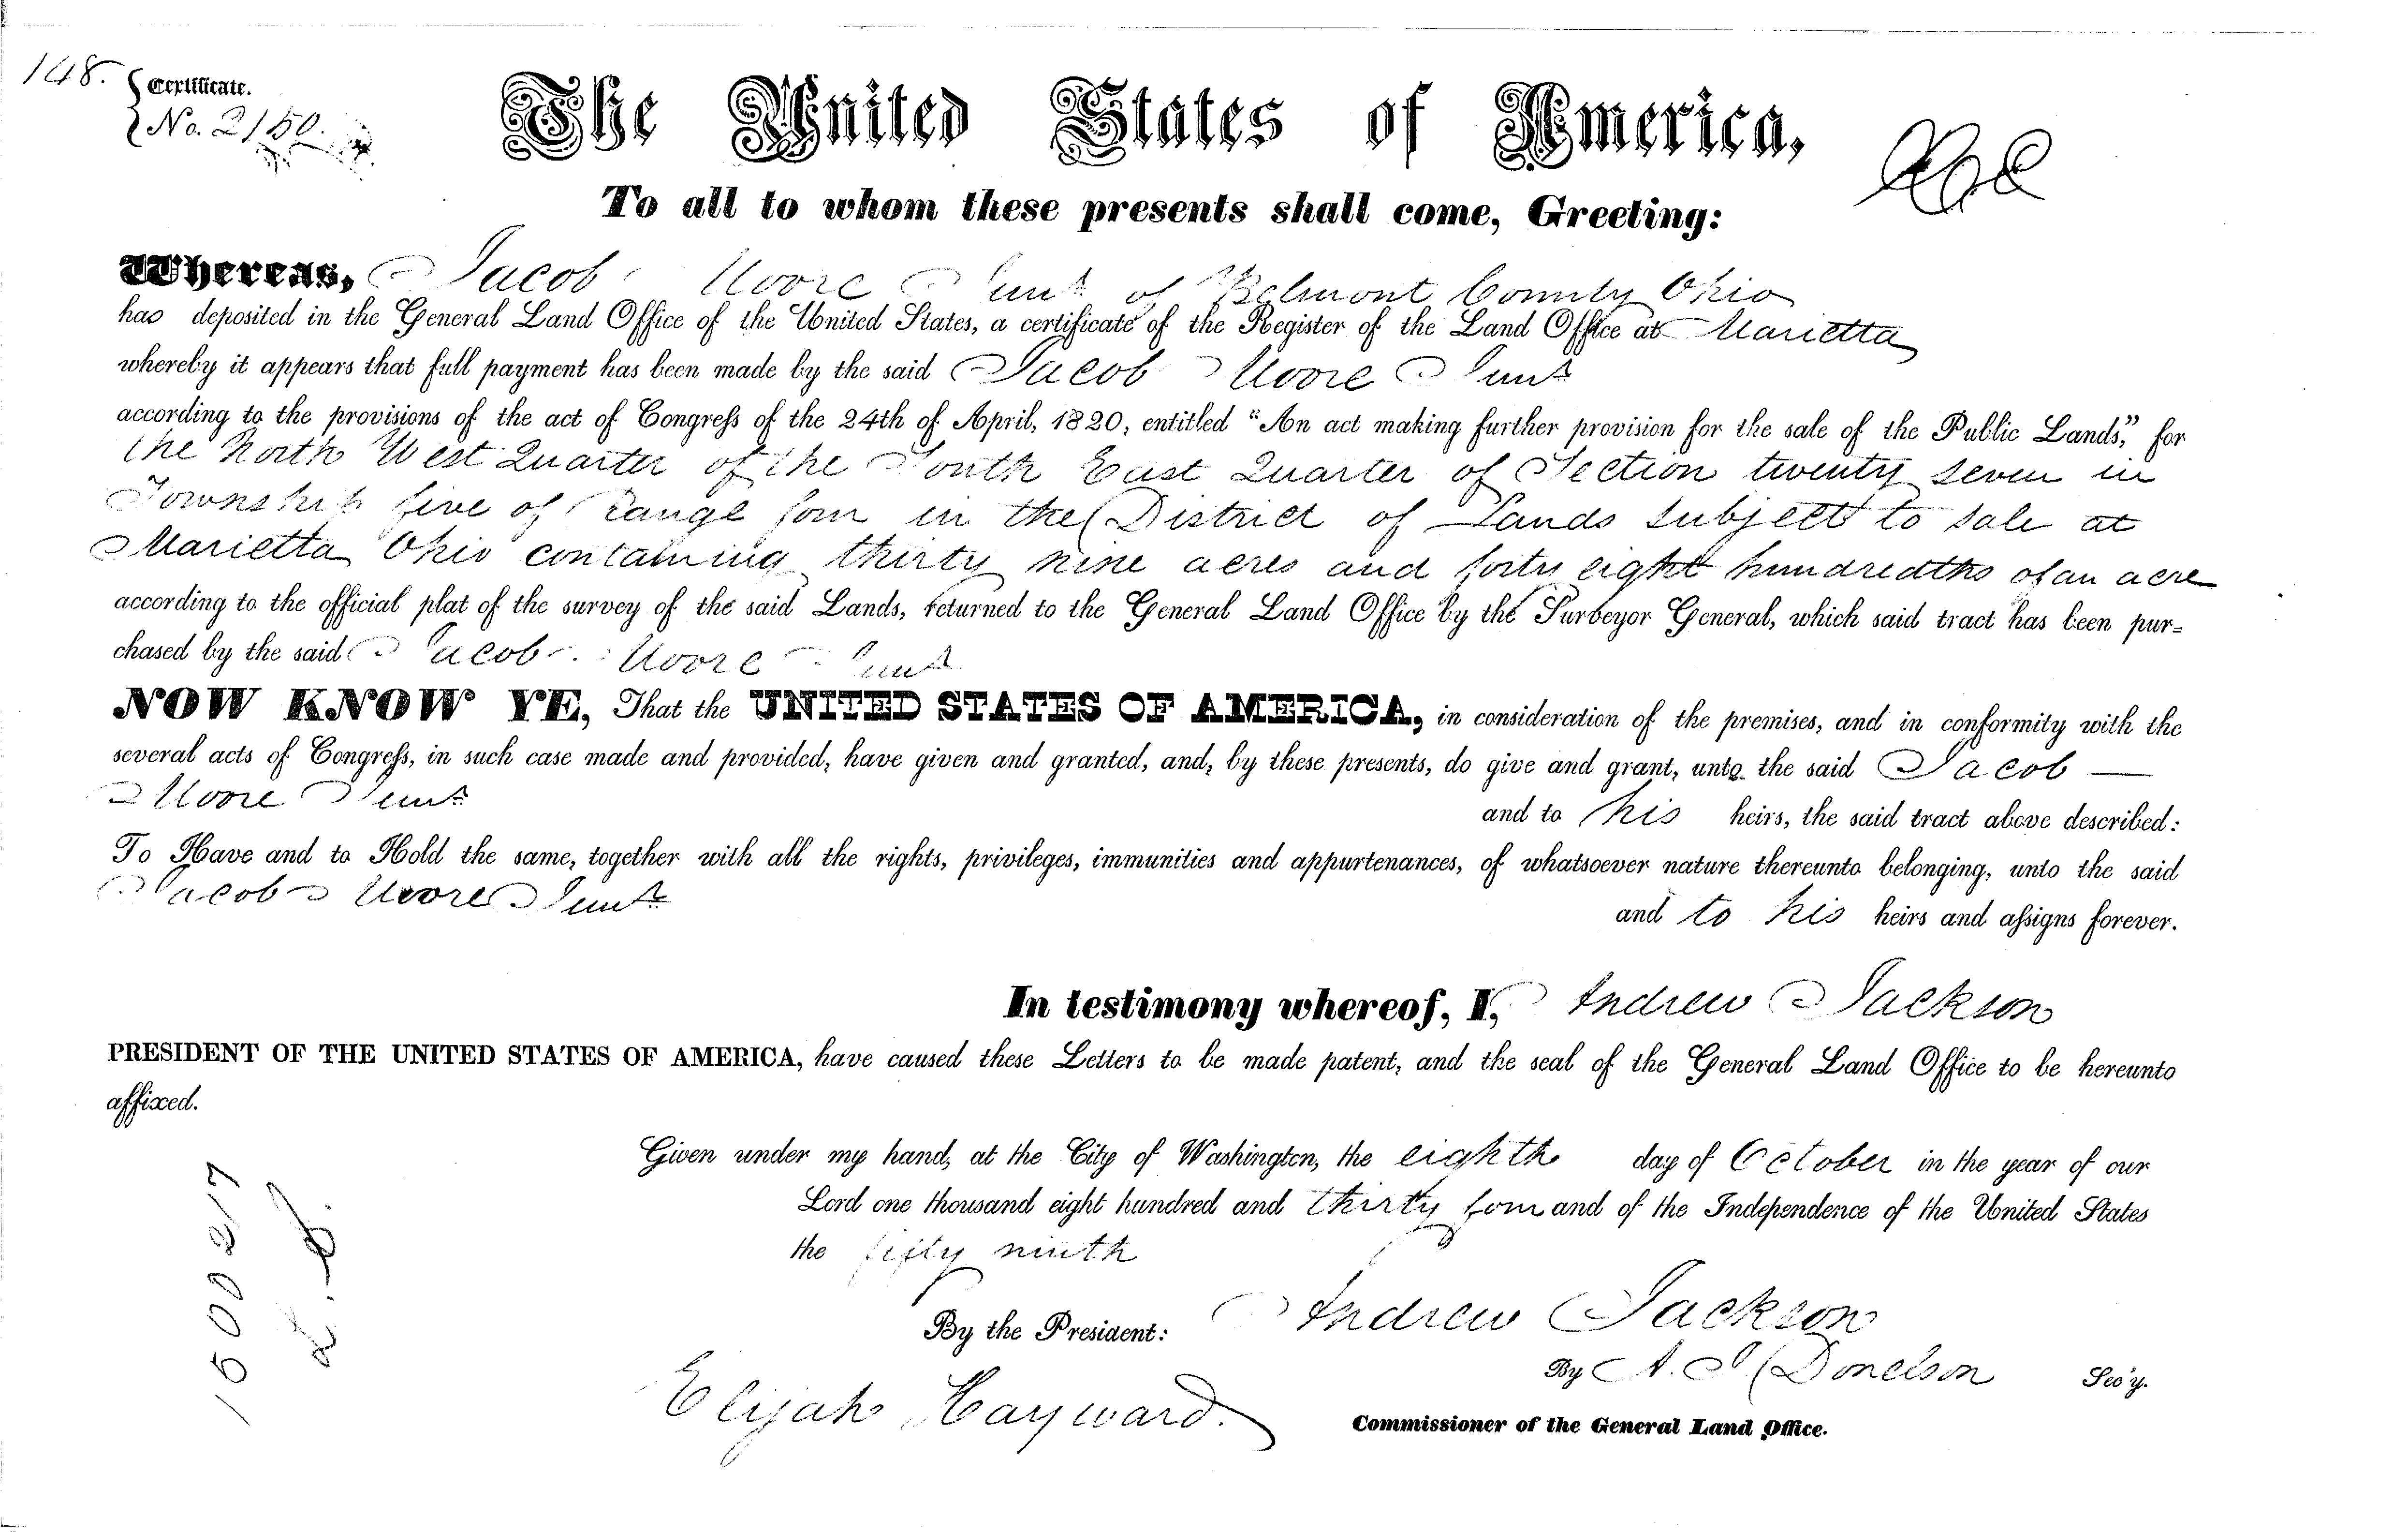 148.
Certificate.
No. 2150.
The United States of America,
To all to whom these presents shall come, Greeting:
Whereas, Jacob Moore Junr of Belmont County Ohio
has deposited in the General Land Office of the United States, a certificate of the Register of the Land Office at Marietta
whereby it appears that full payment has been made by the said Jacob Moore Junr
according to the provisions of the act of Congress of the 24th of April, 1820, entitled "An act making further provision for the sale of the Public Lands," for
the North West Quarter of the South East Quarter of Section twenty seven in
Township five of Range four in the District of Lands subject to sale at
Marietta Ohio containing thirty nine acres and forty eight hundredths of an acre
according to the official plat of the survey of the said Lands, returned to the General Land Office by the Surveyor General, which said tract has been pur=
chased by the said Jacob Moore Junr
NOW KNOW YE, That the UNITED STATES OF AMERICA, in consideration of the premises, and in conformity with the
several acts of Congress, in such case made and provided, have given and granted, and, by these presents, do give and grant, unto the said Jacob —
Moore Junr and to his heirs, the said tract above described:
To Have and to Hold the same, together with all the rights, privileges, immunities and appurtenances, of whatsoever nature thereunto belonging, unto the said
Jacob Moore Junr and to his heirs and assigns forever.
In testimony whereof, I, Andrew Jackson
PRESIDENT OF THE UNITED STATES OF AMERICA, have caused these Letters to be made patent, and the seal of the General Land Office to be hereunto
affixed.
Given under my hand, at the City of Washington, the eighth day of October in the year of our
Lord one thousand eight hundred and thirty four and of the Independence of the United States
the fifty ninth
By the President: Andrew Jackson
By A. J. Donelson Sec'y.
Elijah Hayward. Commissioner of the General Land Office.